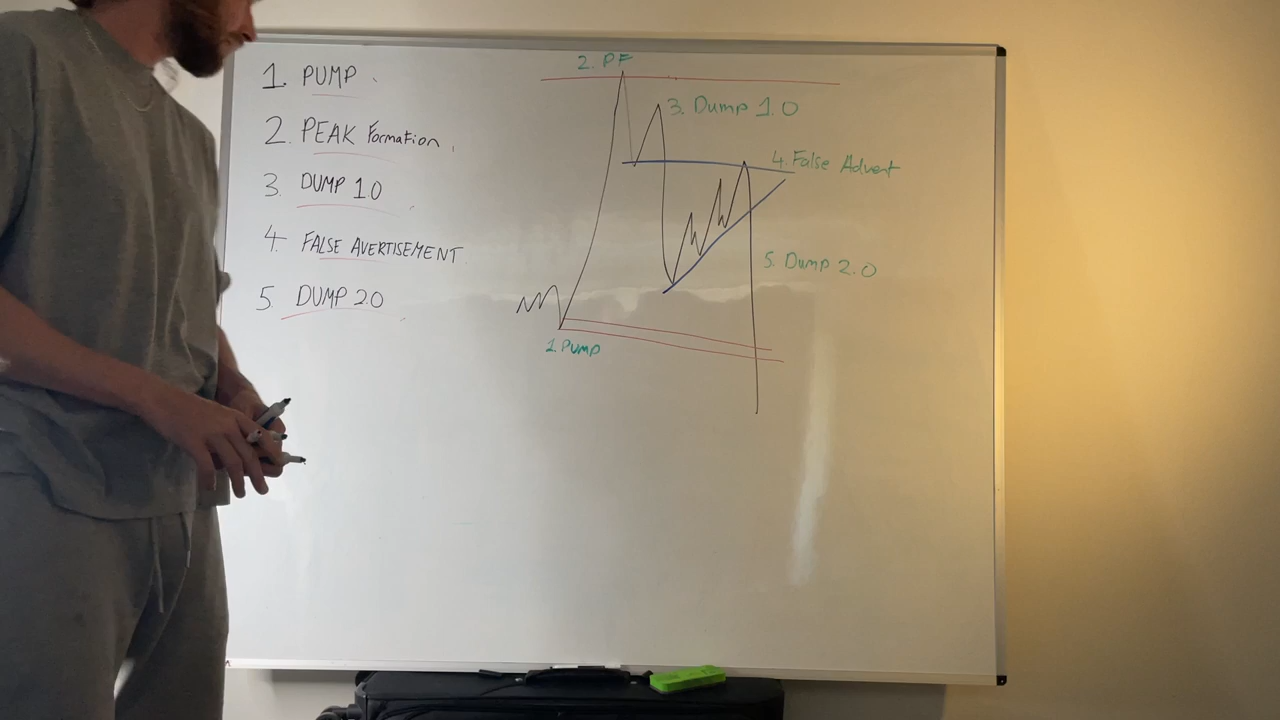 1. PUMP
2. PEAK Formation
3. DUMP 1.0
4. FALSE AVERTISEMENT
5. DUMP 2.0
2. PF
3. Dump 1.0
4. False Advert
5. Dump 2.0
1. PUMP